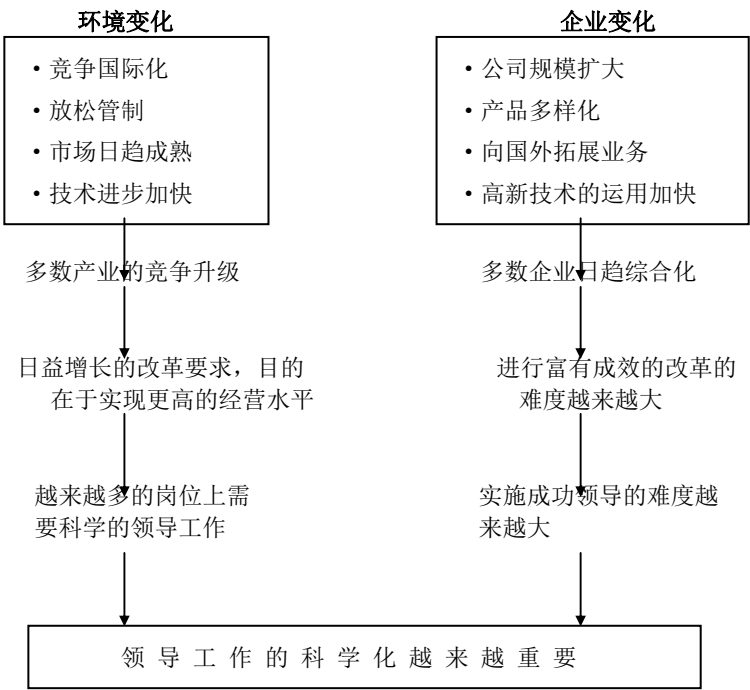 环境变化
·竞争国际化
·放松管制
·市场日趋成熟
·技术进步加快
多数产业的竞争升级
日益增长的改革要求，目的
在于实现更高的经营水平
越来越多的岗位上需
要科学的领导工作
企业变化
·公司规模扩大
·产品多样化
·向国外拓展业务
·高新技术的运用加快
多数企业日趋综合化
进行富有成效的改革的
难度越来越大
实施成功领导的难度越
来越大
领导工作的科学化越来越重要